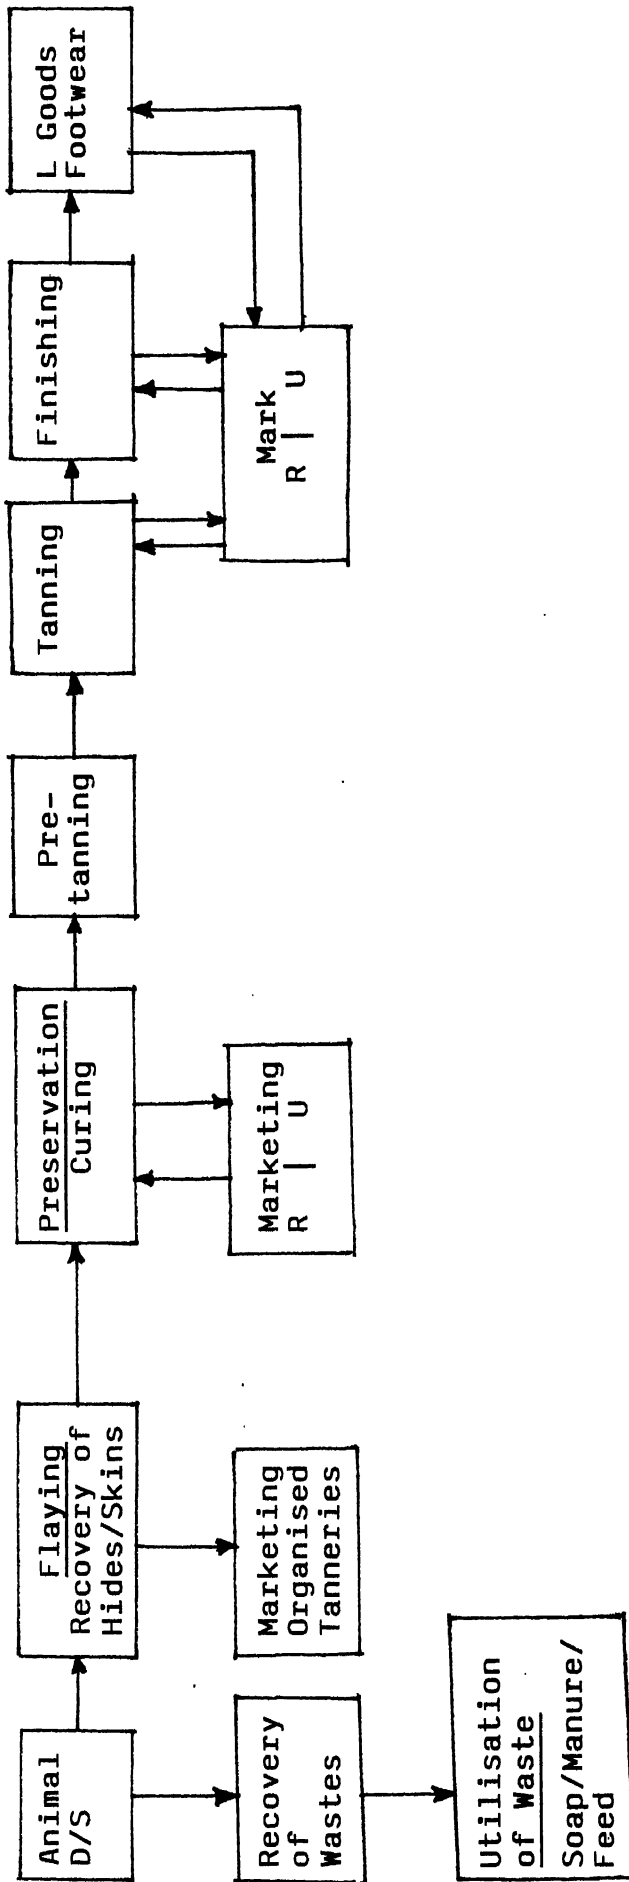 Animal
D/S
Flaying
Recovery of
Hides/Skins
Preservation
Curing
Pre-
tanning
Tanning
Finishing
L Goods
Footwear
Recovery
of
Wastes
Marketing
Organised
Tanneries
Marketing
R | U
Mark
R | U
Utilisation
of Waste
Soap/Manure/
Feed